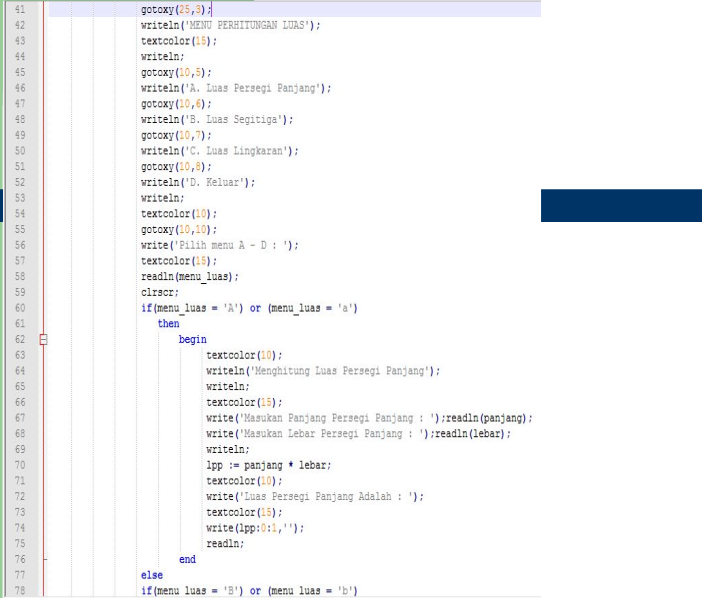 41 gotoxy(25,3);
42 writeln('MENU PERHITUNGAN LUAS');
43 textcolor(15);
44 writeln;
45 gotoxy(10,5);
46 writeln('A. Luas Persegi Panjang');
47 gotoxy(10,6);
48 writeln('B. Luas Segitiga');
49 gotoxy(10,7);
50 writeln('C. Luas Lingkaran');
51 gotoxy(10,8);
52 writeln('D. Keluar');
53 writeln;
54 textcolor(10);
55 gotoxy(10,10);
56 write('Pilih menu A - D : ');
57 textcolor(15);
58 readln(menu_luas);
59 clrscr;
60 if(menu_luas = 'A') or (menu_luas = 'a')
61 then
62 begin
63 textcolor(10);
64 writeln('Menghitung Luas Persegi Panjang');
65 writeln;
66 textcolor(15);
67 write('Masukan Panjang Persegi Panjang : ');readln(panjang);
68 write('Masukan Lebar Persegi Panjang : ');readln(lebar);
69 writeln;
70 lpp := panjang * lebar;
71 textcolor(10);
72 write('Luas Persegi Panjang Adalah : ');
73 textcolor(15);
74 write(lpp:0:1,'');
75 readln;
76 end
77 else
78 if(menu_luas = 'B') or (menu_luas = 'b')